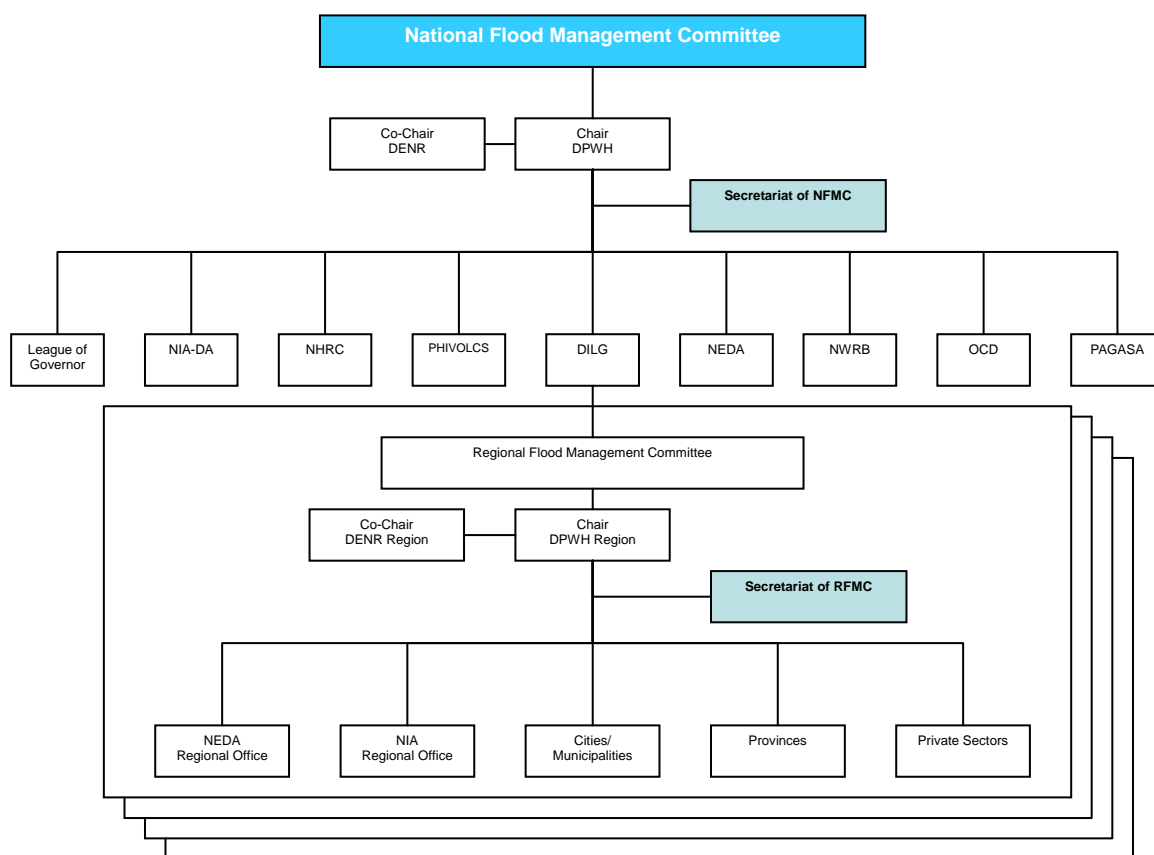 National Flood Management Committee
Co-Chair
DENR
Chair
DPWH
Secretariat of NFMC
League of
Governor
NIA-DA
NHRC
PHIVOLCS
DILG
NEDA
NWRB
OCD
PAGASA
Regional Flood Management Committee
Co-Chair
DENR Region
Chair
DPWH Region
Secretariat of RFMC
NEDA
Regional Office
NIA
Regional Office
Cities/
Municipalities
Provinces
Private Sectors